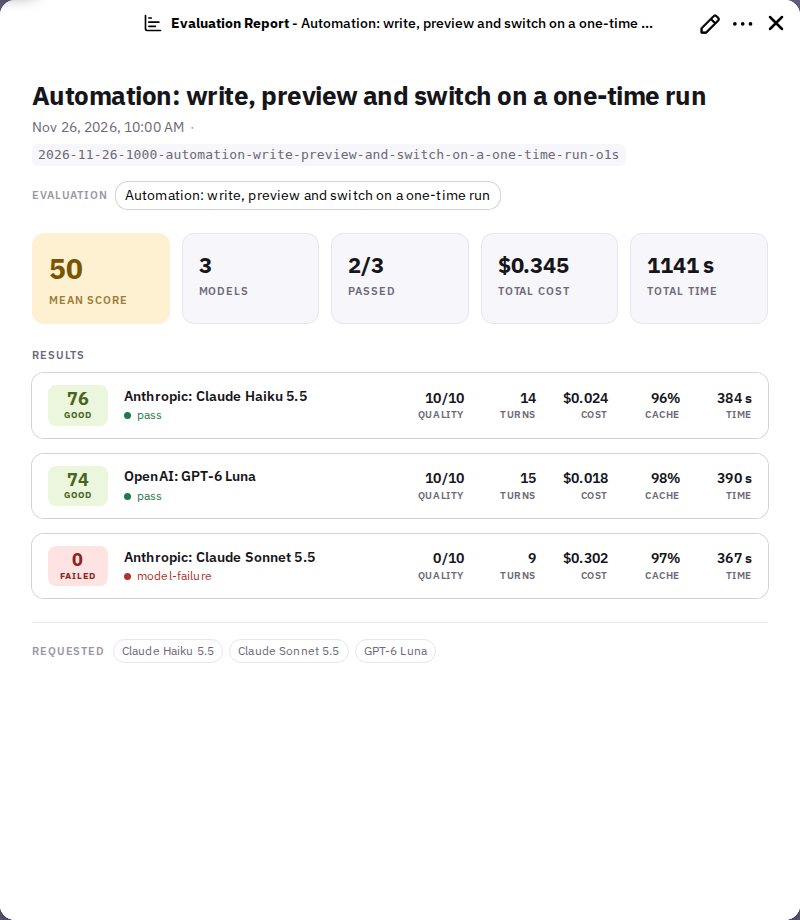 Evaluation Report - Automation: write, preview and switch on a one-time ...
Automation: write, preview and switch on a one-time run
Nov 26, 2026, 10:00 AM ·
2026-11-26-1000-automation-write-preview-and-switch-on-a-one-time-run-o1s
EVALUATION Automation: write, preview and switch on a one-time run
50
MEAN SCORE
3
MODELS
2/3
PASSED
$0.345
TOTAL COST
1141 s
TOTAL TIME
RESULTS
76
GOOD
Anthropic: Claude Haiku 5.5
pass
10/10
QUALITY
14
TURNS
$0.024
COST
96%
CACHE
384 s
TIME
74
GOOD
OpenAI: GPT-6 Luna
pass
10/10
QUALITY
15
TURNS
$0.018
COST
98%
CACHE
390 s
TIME
0
FAILED
Anthropic: Claude Sonnet 5.5
model-failure
0/10
QUALITY
9
TURNS
$0.302
COST
97%
CACHE
367 s
TIME
REQUESTED Claude Haiku 5.5 Claude Sonnet 5.5 GPT-6 Luna